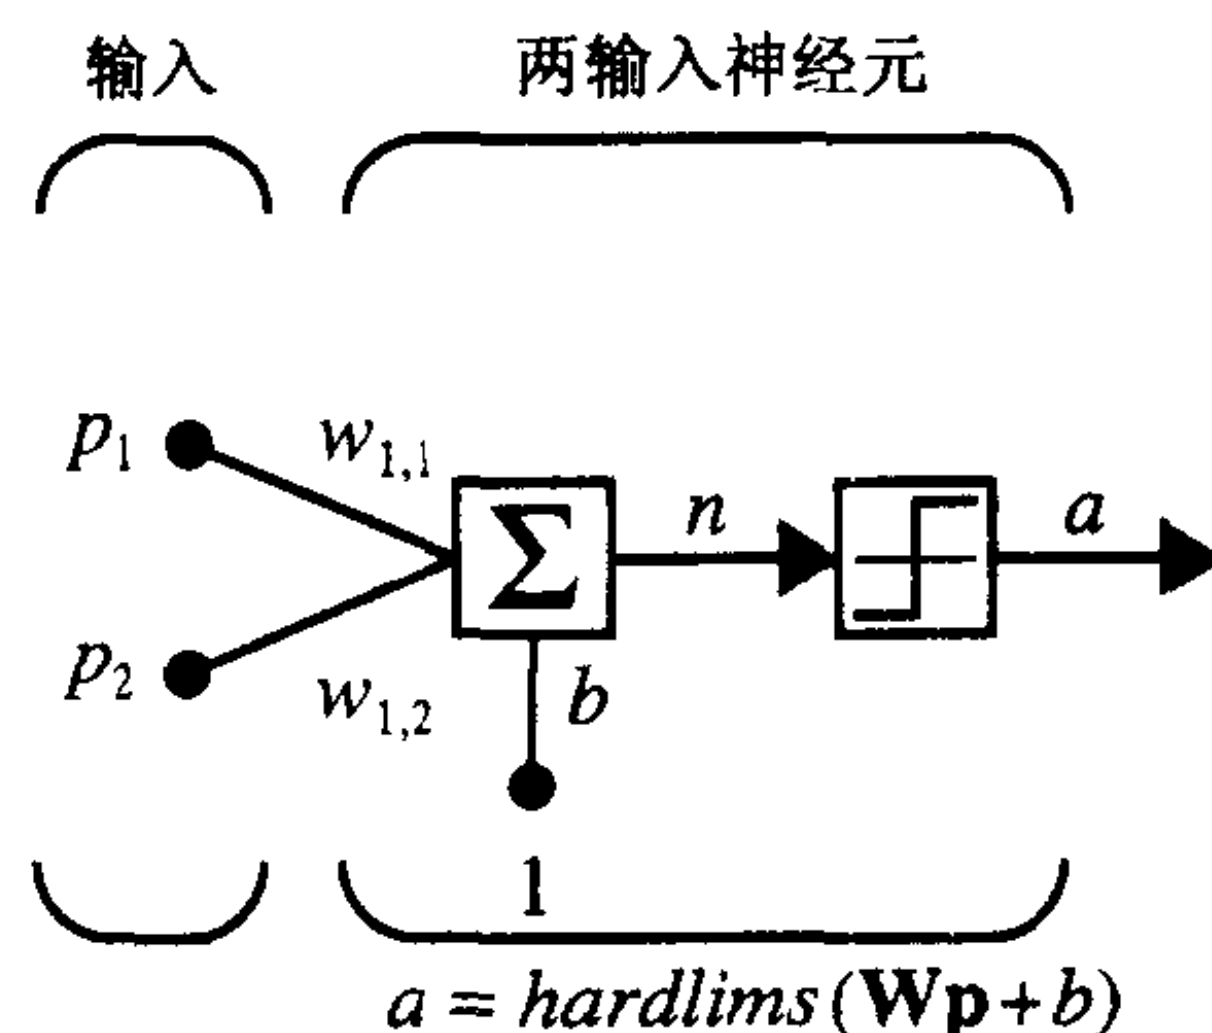 输入 两输入神经元
p₁ w₁,₁
Σ n a
p₂ w₁,₂ b
1
a = hardlims(Wp+b)